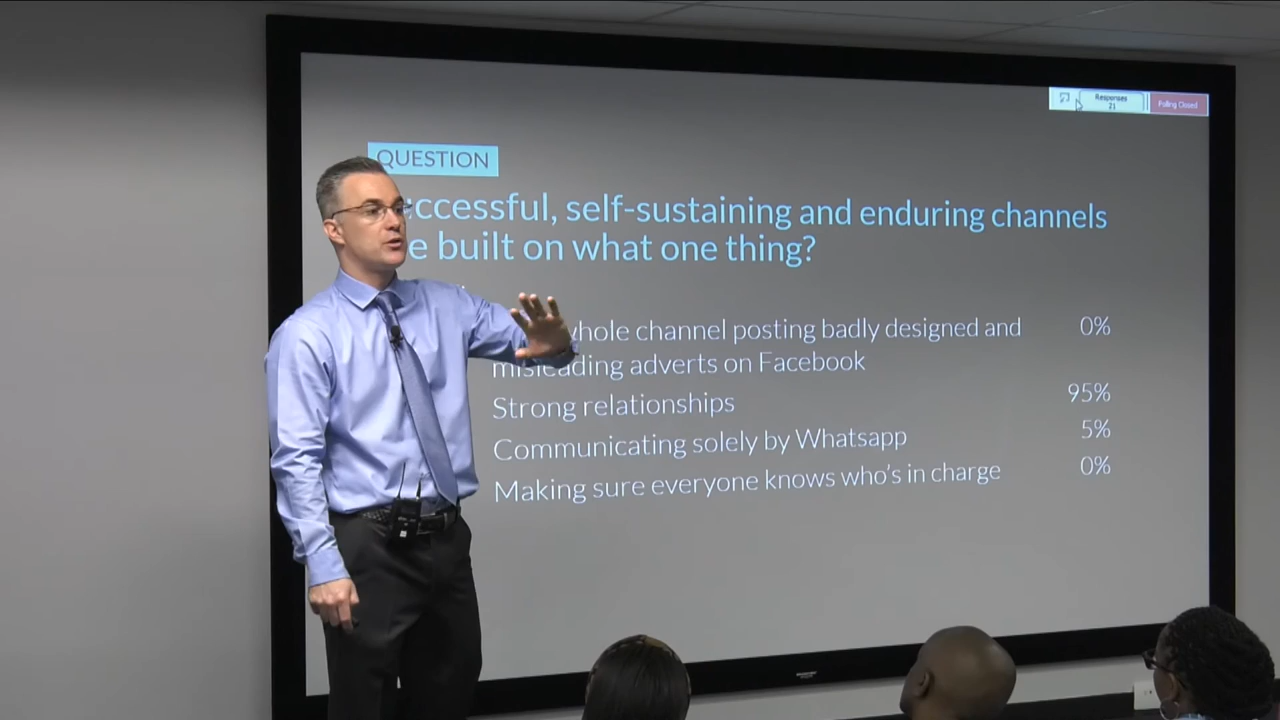 Responses
21
Polling Closed
QUESTION
ccessful, self-sustaining and enduring channels
e built on what one thing?
whole channel posting badly designed and 0%
misleading adverts on Facebook
Strong relationships 95%
Communicating solely by Whatsapp 5%
Making sure everyone knows who's in charge 0%